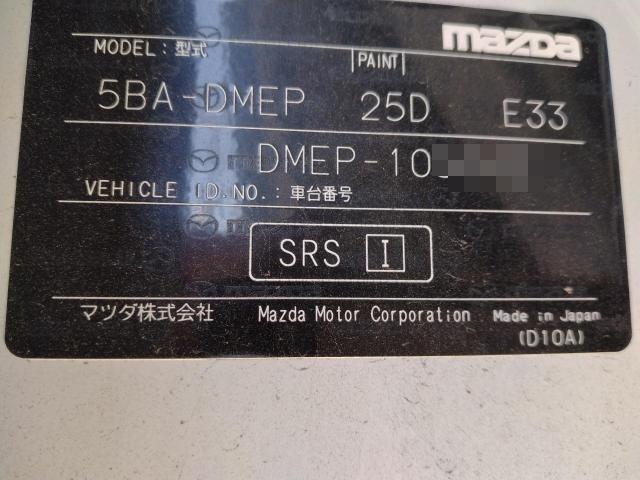 mazda
MODEL：型式 |PAINT|
5BA-DMEP 25D E33
DMEP-10
VEHICLE ID.NO.：車台番号
SRS I
マツダ株式会社 Mazda Motor Corporation Made in Japan
(D10A)